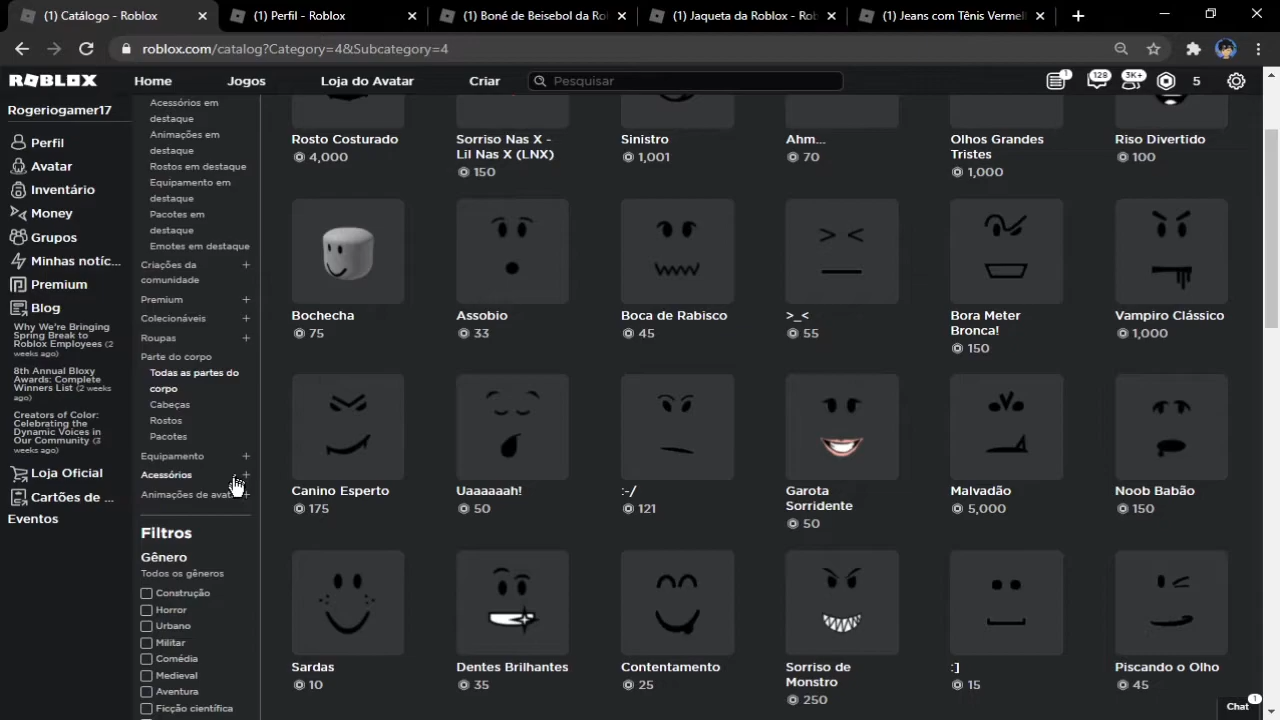 (1) Catálogo - Roblox
(1) Perfil - Roblox
(1) Boné de Beisebol da Ro
(1) Jaqueta da Roblox - Rob
(1) Jeans com Tênis Vermel
roblox.com/catalog?Category=4&Subcategory=4
ROBLOX
Home
Jogos
Loja do Avatar
Criar
Pesquisar
1
128
3K+
5
Rogeriogamer17
Perfil
Avatar
Inventário
Money
Grupos
Minhas notíc...
Premium
Blog
Why We're Bringing
Spring Break to
Roblox Employees (2
weeks ago)
8th Annual Bloxy
Awards: Complete
Winners List (2 weeks
ago)
Creators of Color:
Celebrating the
Dynamic Voices in
Our Community (3
weeks ago)
Loja Oficial
Cartões de ...
Eventos
Acessórios em
destaque
Animações em
destaque
Rostos em destaque
Equipamento em
destaque
Pacotes em
destaque
Emotes em destaque
Criações da
comunidade
Premium
Colecionáveis
Roupas
Parte do corpo
Todas as partes do
corpo
Cabeças
Rostos
Pacotes
Equipamento
Acessórios
Animações de avat
Filtros
Gênero
Todos os gêneros
Construção
Horror
Urbano
Militar
Comédia
Medieval
Aventura
Ficção científica
Rosto Costurado
4,000
Sorriso Nas X -
Lil Nas X (LNX)
150
Sinistro
1,001
Ahm...
70
Olhos Grandes
Tristes
1,000
Riso Divertido
100
Bochecha
75
Assobio
33
Boca de Rabisco
45
>_<
55
Bora Meter
Bronca!
150
Vampiro Clássico
1,000
Canino Esperto
175
Uaaaaaah!
50
:-/
121
Garota
Sorridente
50
Malvadão
5,000
Noob Babão
150
Sardas
10
Dentes Brilhantes
35
Contentamento
25
Sorriso de
Monstro
250
:]
15
Piscando o Olho
45
Chat
1